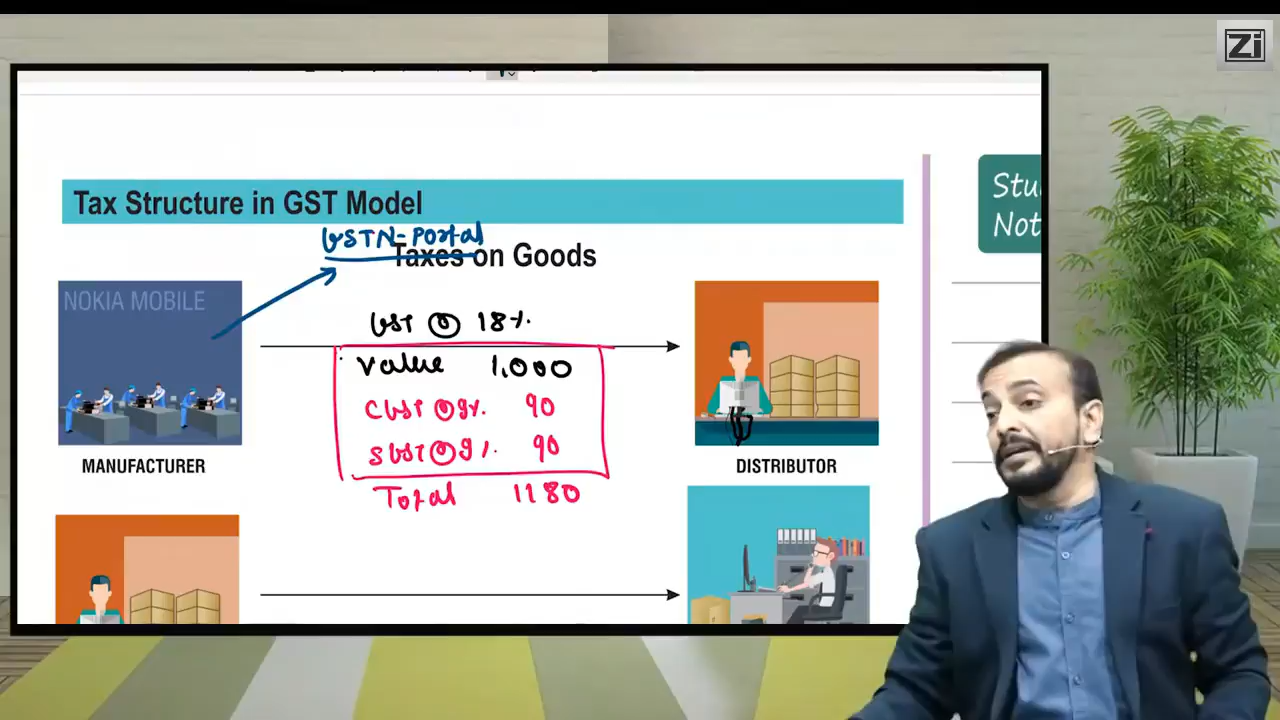 Zi
Tax Structure in GST Model
GSTN-Portal
Taxes on Goods
Stu
Not
NOKIA MOBILE
GST @ 18%
Value 1,000
CGST @ 9%. 90
SGST @ 9%. 90
Total 1180
MANUFACTURER
DISTRIBUTOR